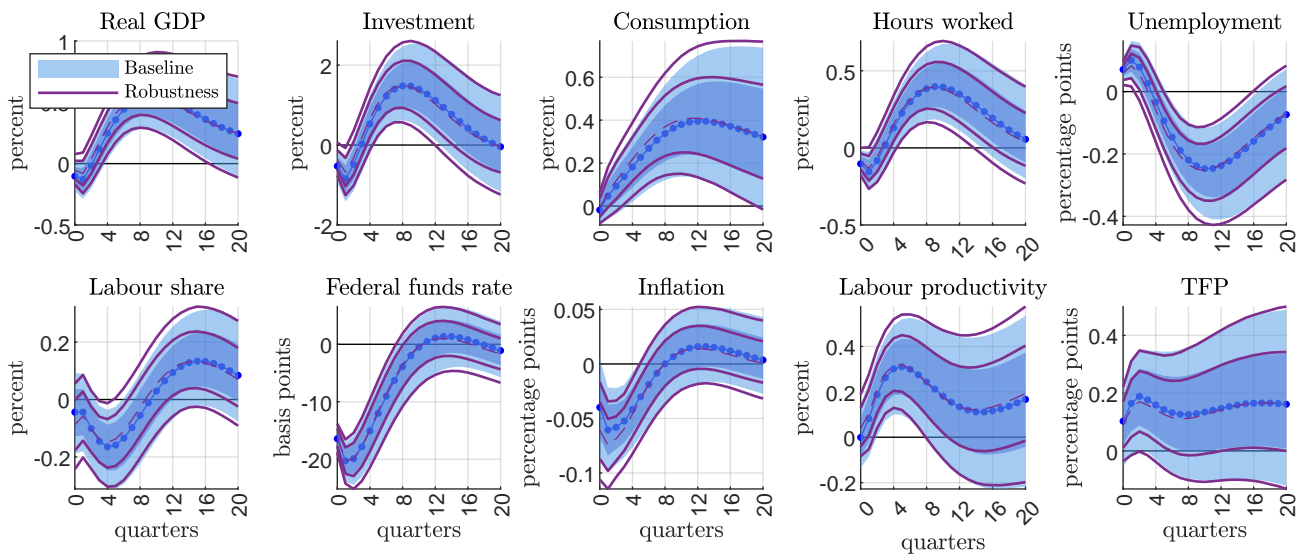 Real GDP
Investment
Consumption
Hours worked
Unemployment
Baseline
Robustness
percent
1
0
-0.5
0 4 8 12 16 20
percent
2
0
-2
0 4 8 12 16 20
percent
0.6
0.4
0.2
0
0 4 8 12 16 20
percent
0.5
0
-0.5
0 4 8 12 16 20
percentage points
0
-0.2
-0.4
0 4 8 12 16 20
Labour share
Federal funds rate
Inflation
Labour productivity
TFP
percent
0.2
0
-0.2
0 4 8 12 16 20
quarters
basis points
0
-10
-20
0 4 8 12 16 20
quarters
percentage points
0.05
0
-0.05
-0.1
0 4 8 12 16 20
quarters
percent
0.4
0.2
0
-0.2
0 4 8 12 16 20
quarters
percentage points
0.4
0.2
0
0 4 8 12 16 20
quarters